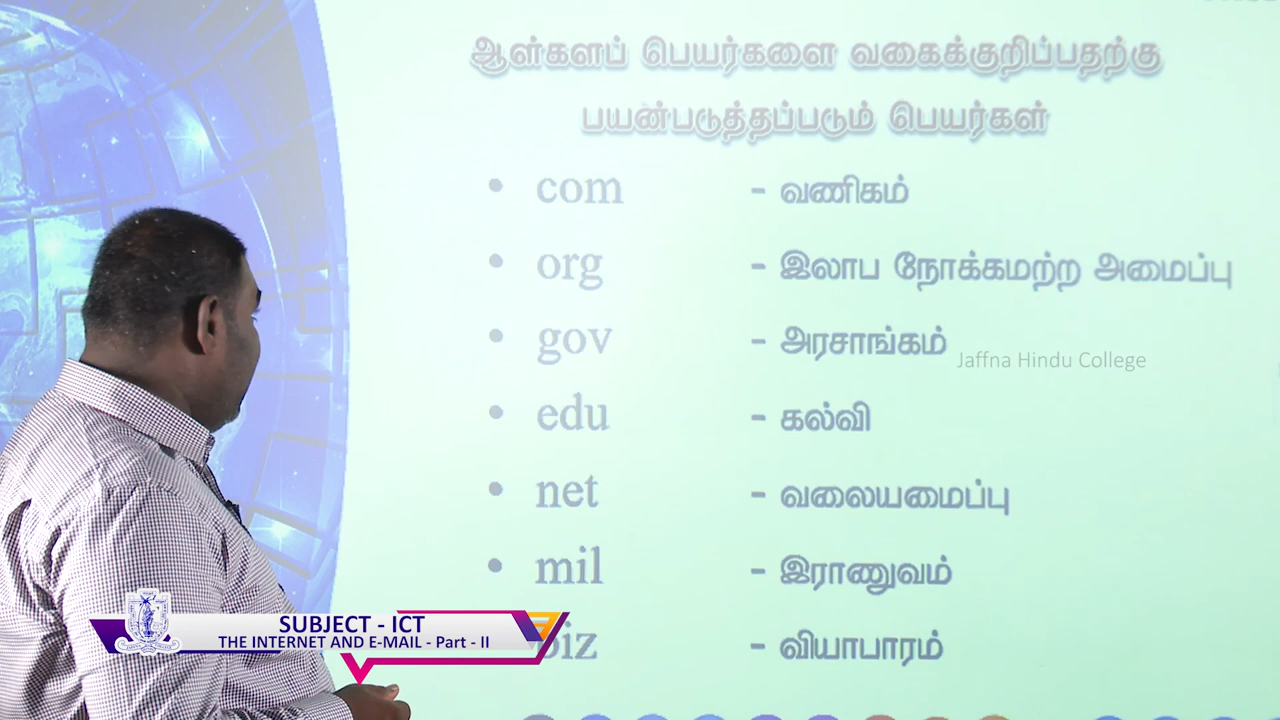 ஆள்களப் பெயர்களை வகைக்குறிப்பதற்கு
பயன்படுத்தப்படும் பெயர்கள்
• com - வணிகம்
• org - இலாப நோக்கமற்ற அமைப்பு
• gov - அரசாங்கம்
Jaffna Hindu College
• edu - கல்வி
• net - வலையமைப்பு
• mil - இராணுவம்
biz - வியாபாரம்
SUBJECT - ICT
THE INTERNET AND E-MAIL - Part - II